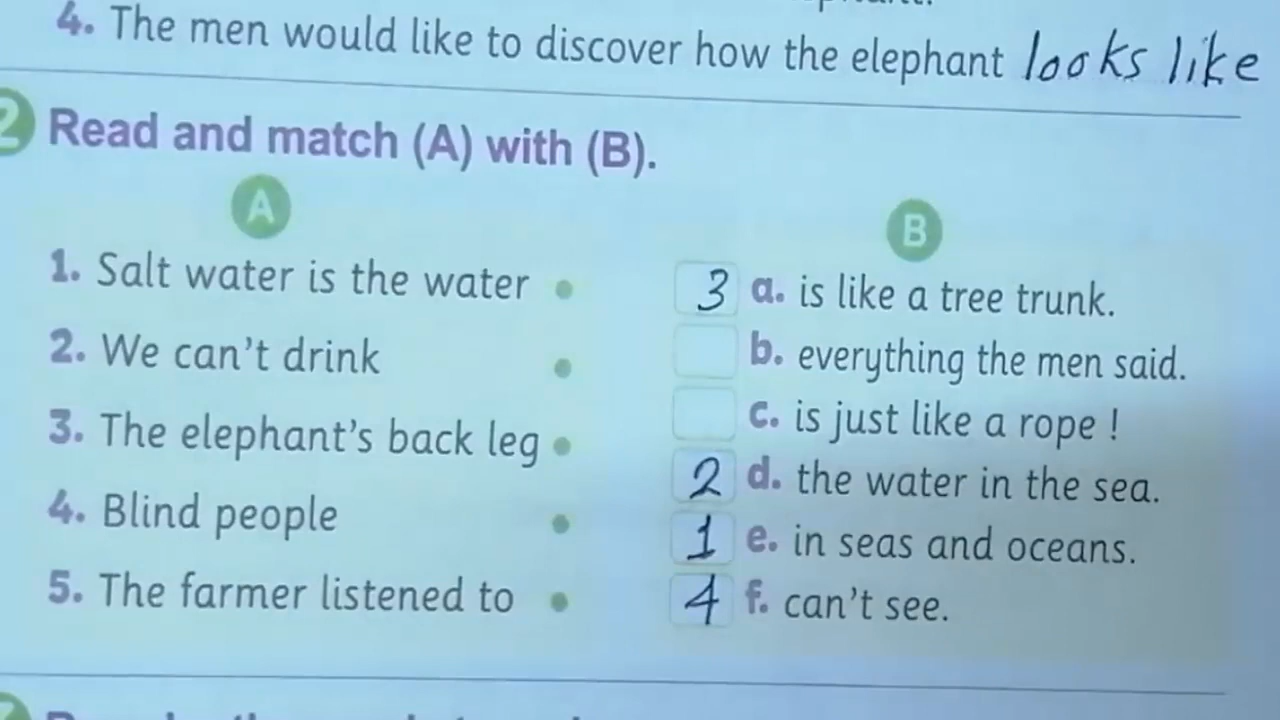 4. The men would like to discover how the elephant looks like
2 Read and match (A) with (B).
A
B
1. Salt water is the water
2. We can't drink
3. The elephant's back leg
4. Blind people
5. The farmer listened to
3 a. is like a tree trunk.
b. everything the men said.
c. is just like a rope !
2 d. the water in the sea.
1 e. in seas and oceans.
4 f. can't see.